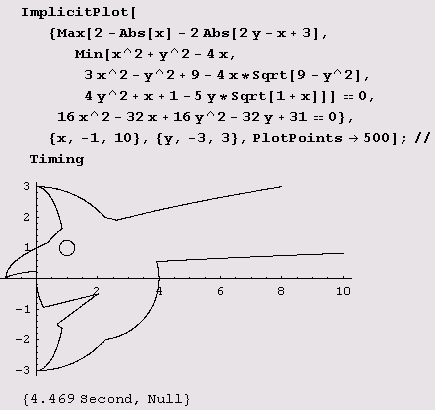 ImplicitPlot[
{Max[2 - Abs[x] - 2 Abs[2 y - x + 3],
Min[x^2 + y^2 - 4 x,
3 x^2 - y^2 + 9 - 4 x*Sqrt[9 - y^2],
4 y^2 + x + 1 - 5 y*Sqrt[1 + x]]] == 0,
16 x^2 - 32 x + 16 y^2 - 32 y + 31 == 0},
{x, -1, 10}, {y, -3, 3}, PlotPoints → 500]; //
Timing
3
2
1
2 4 6 8 10
-1
-2
-3
{4.469 Second, Null}